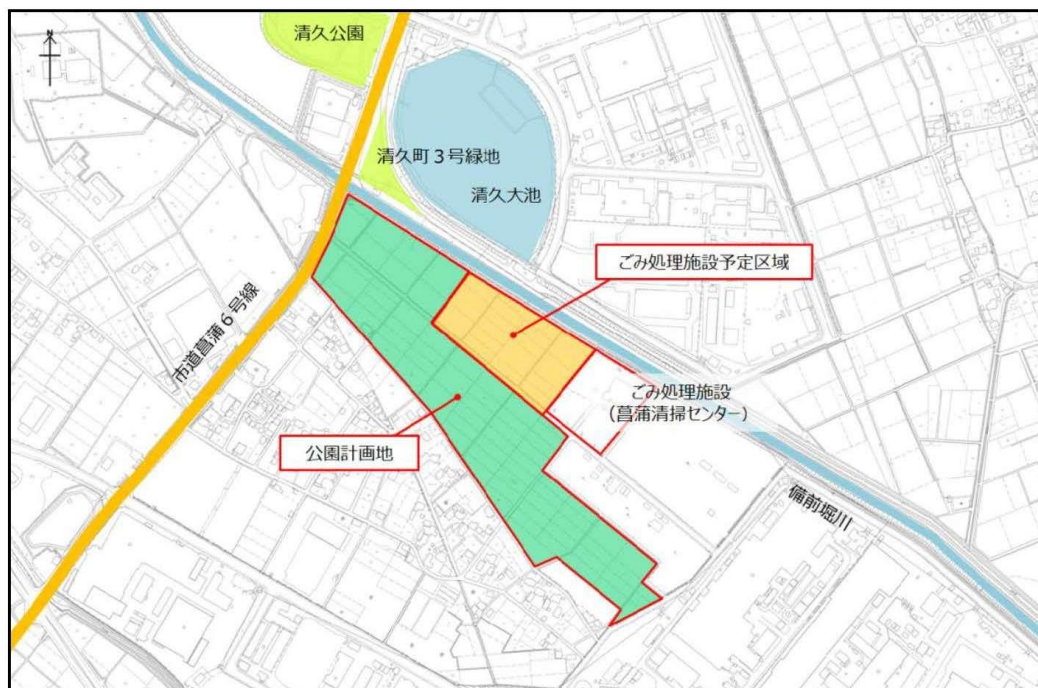 N
清久公園
清久町３号緑地
清久大池
ごみ処理施設予定区域
市道菖蒲６号線
ごみ処理施設
（菖蒲清掃センター）
公園計画地
備前堀川